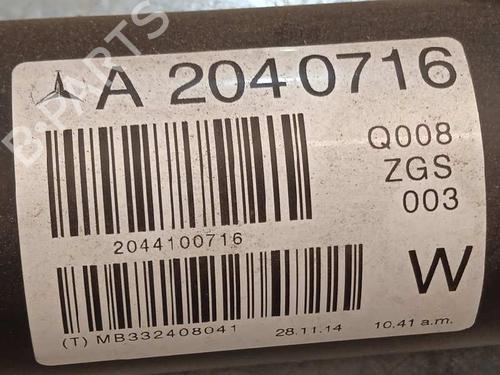 A 2040716
Q008
ZGS
003
2044100716
W
(T) MB332408041 28.11.14 10.41 a.m.
B-PARTS